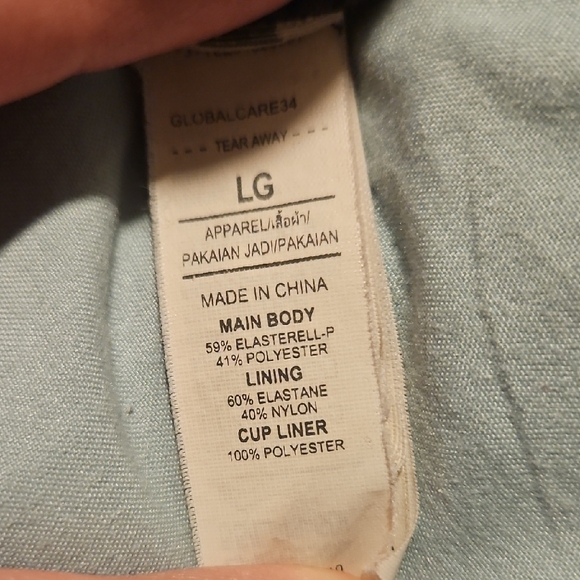 GLOBALCARE34
- - - TEAR AWAY - - -
LG
APPAREL/เสื้อผ้า/
PAKAIAN JADI/PAKAIAN
MADE IN CHINA
MAIN BODY
59% ELASTERELL-P
41% POLYESTER
LINING
60% ELASTANE
40% NYLON
CUP LINER
100% POLYESTER